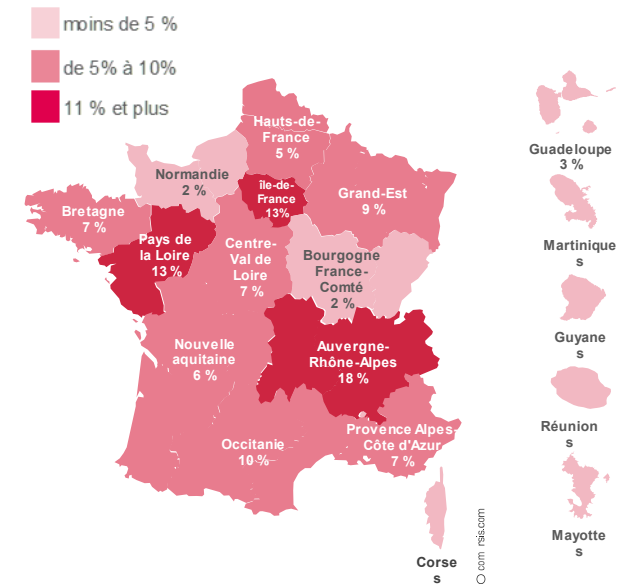 moins de 5 %
de 5% à 10%
11 % et plus
Hauts-de-
France
5 %
Normandie
2 %
île-de-
France
13%
Grand-Est
9 %
Bretagne
7 %
Pays de
la Loire
13 %
Centre-
Val de
Loire
7 %
Bourgogne
France-
Comté
2 %
Nouvelle
aquitaine
6 %
Auvergne-
Rhône-Alpes
18 %
Occitanie
10 %
Provence Alpes-
Côte d'Azur
7 %
Corse
s
Guadeloupe
3 %
Martinique
s
Guyane
s
Réunion
s
Mayotte
s